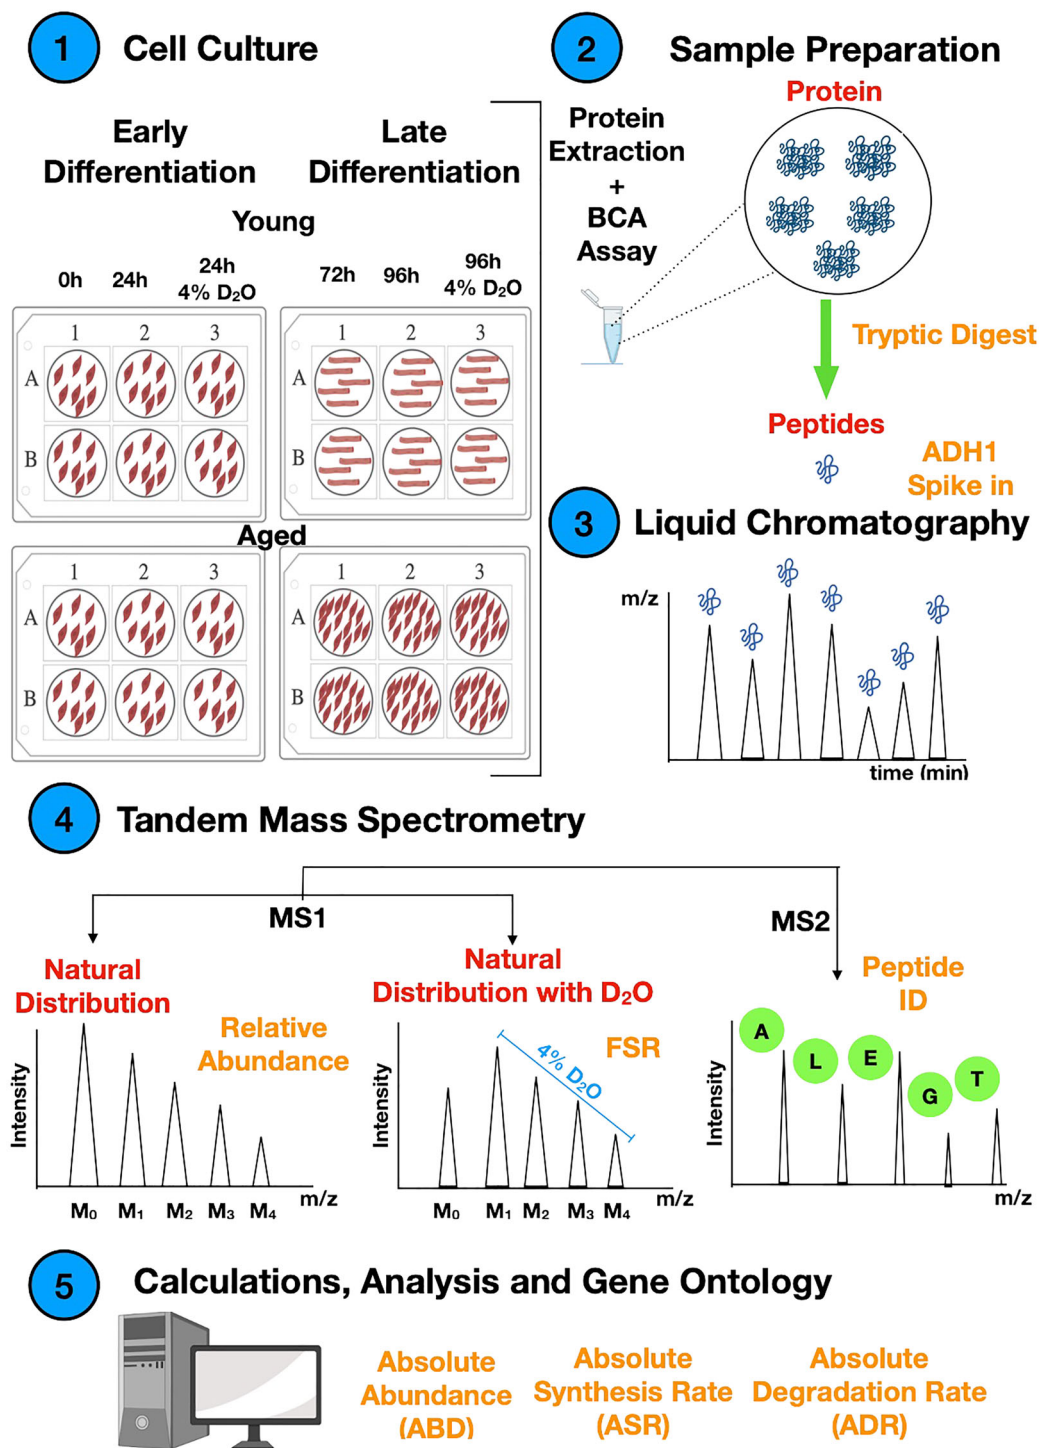 1 Cell Culture
Early
Differentiation
Late
Differentiation
Young
0h 24h 24h
4% D₂O
72h 96h 96h
4% D₂O
1 2 3
A
B
1 2 3
A
B
Aged
1 2 3
A
B
1 2 3
A
B
2 Sample Preparation
Protein
Extraction
+
BCA
Assay
Protein
Tryptic Digest
Peptides
ADH1
Spike in
3 Liquid Chromatography
m/z
time (min)
4 Tandem Mass Spectrometry
MS1
MS2
Natural
Distribution
Relative
Abundance
Intensity
M₀ M₁ M₂ M₃ M₄
m/z
Natural
Distribution with D₂O
FSR
4% D₂O
Intensity
M₀ M₁ M₂ M₃ M₄
m/z
Peptide
ID
A L E G T
Intensity
m/z
5 Calculations, Analysis and Gene Ontology
Absolute
Abundance
(ABD)
Absolute
Synthesis Rate
(ASR)
Absolute
Degradation Rate
(ADR)